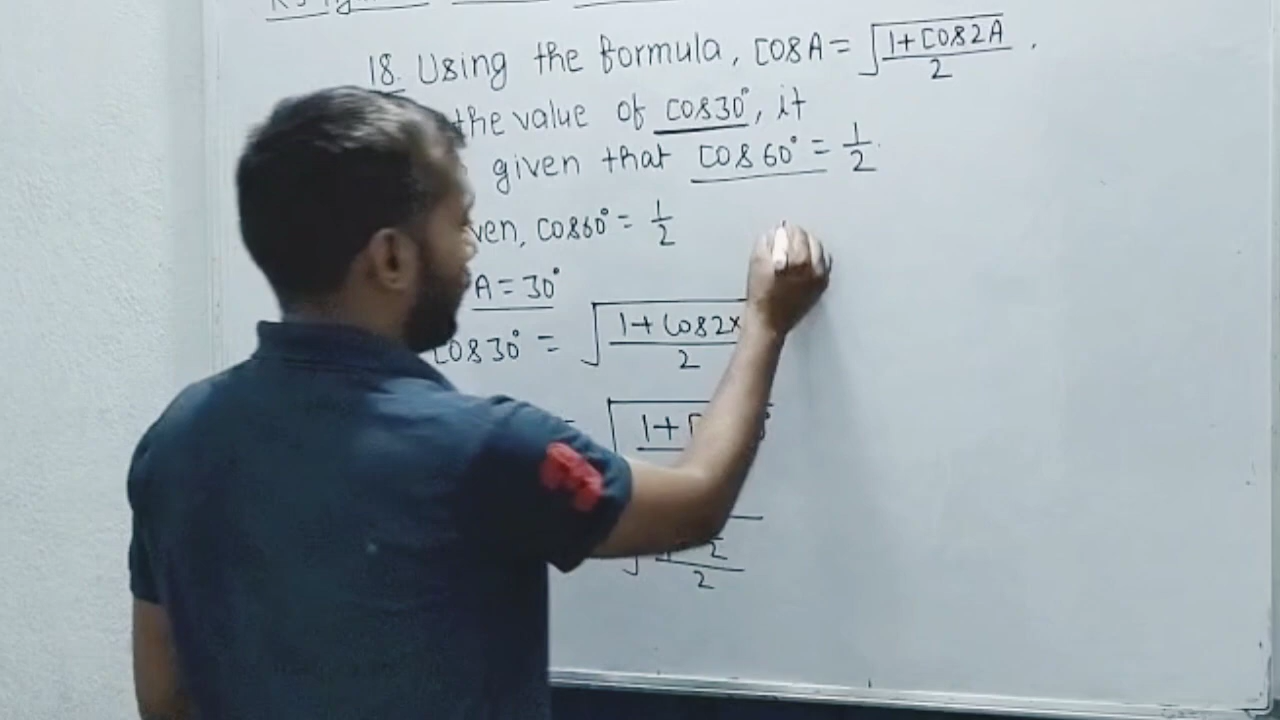 18. Using the formula, cosA = √(1+cos2A)/2 .
the value of cos30°, it
given that cos60° = 1/2.
ven, cos60° = 1/2
A = 30°
cos30° = √(1+cos2x)/2
1+
2
2